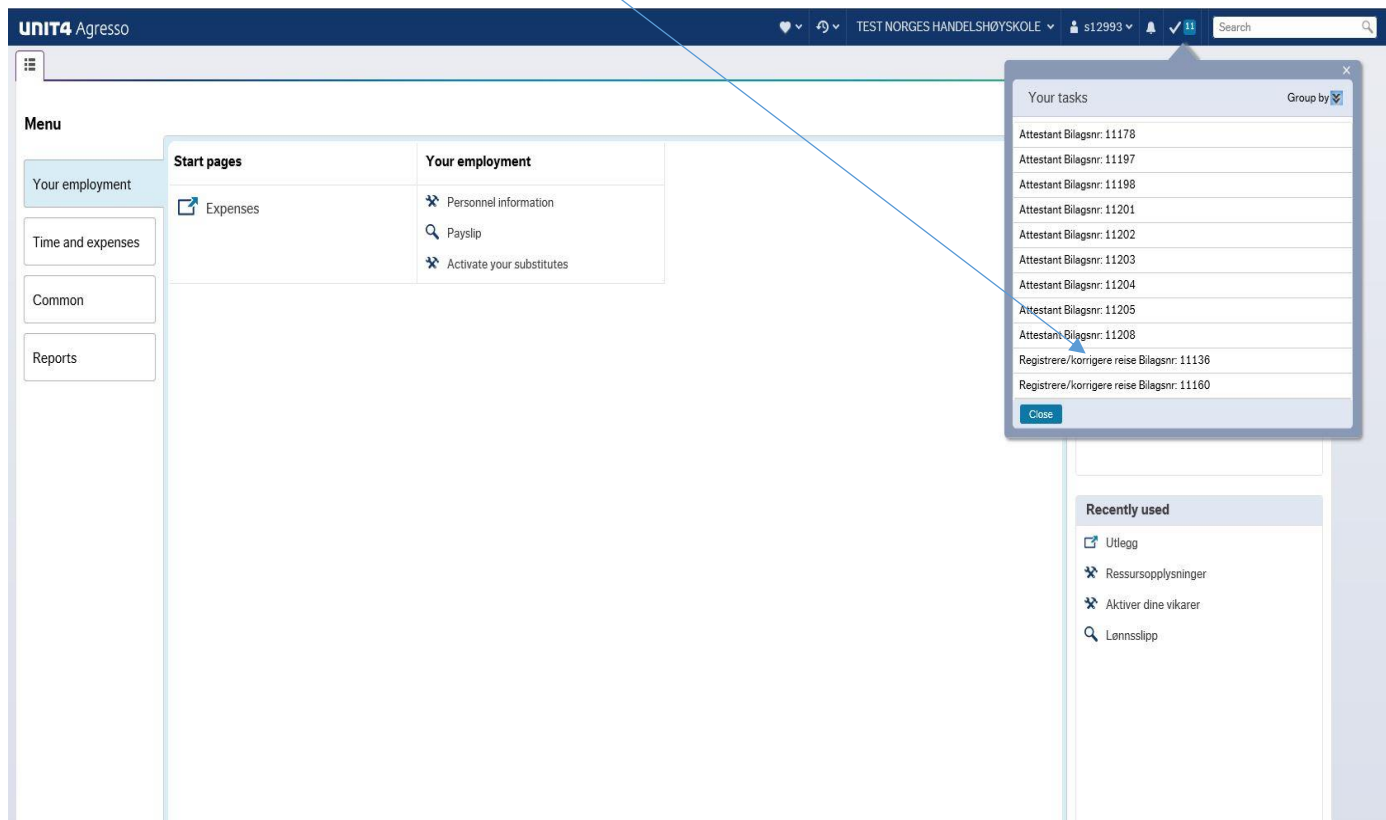 UNIT4 Agresso
TEST NORGES HANDELSHØYSKOLE
s12993
11
Search
Menu
Your employment
Time and expenses
Common
Reports
Start pages
Expenses
Your employment
Personnel information
Payslip
Activate your substitutes
Your tasks
Group by
Attestant Bilagsnr: 11178
Attestant Bilagsnr: 11197
Attestant Bilagsnr: 11198
Attestant Bilagsnr: 11201
Attestant Bilagsnr: 11202
Attestant Bilagsnr: 11203
Attestant Bilagsnr: 11204
Attestant Bilagsnr: 11205
Attestant Bilagsnr: 11208
Registrere/korrigere reise Bilagsnr: 11136
Registrere/korrigere reise Bilagsnr: 11160
Close
Recently used
Utlegg
Ressursopplysninger
Aktiver dine vikarer
Lønnsslipp